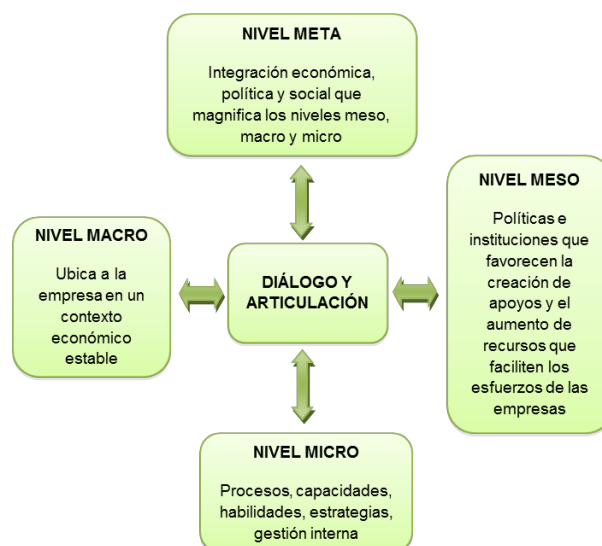 NIVEL META
Integración económica,
política y social que
magnifica los niveles meso,
macro y micro
NIVEL MACRO
Ubica a la
empresa en un
contexto
económico
estable
DIÁLOGO Y
ARTICULACIÓN
NIVEL MESO
Políticas e
instituciones que
favorecen la
creación de
apoyos y el
aumento de
recursos que
faciliten los
esfuerzos de las
empresas
NIVEL MICRO
Procesos, capacidades,
habilidades, estrategias,
gestión interna